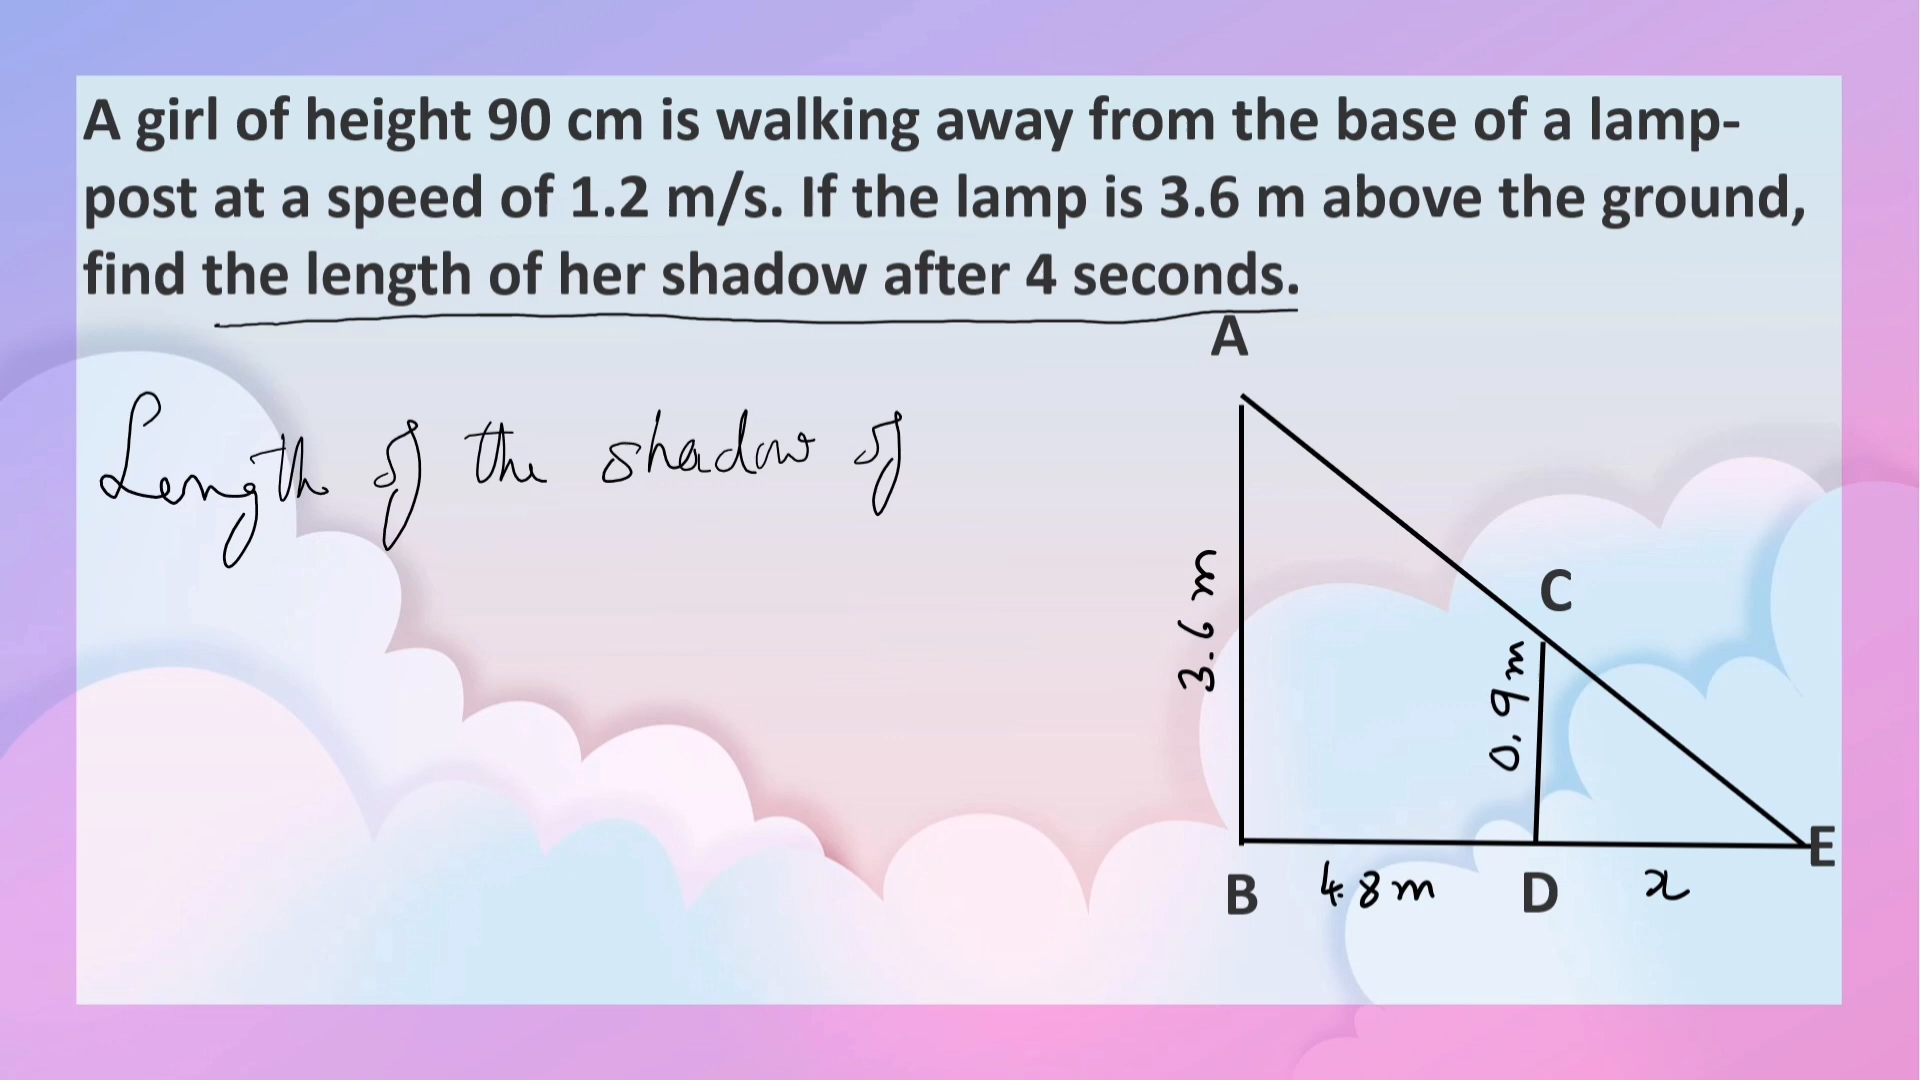 A girl of height 90 cm is walking away from the base of a lamp-
post at a speed of 1.2 m/s. If the lamp is 3.6 m above the ground,
find the length of her shadow after 4 seconds.
Length of the shadow of
A
3.6 m
C
0.9m
B
4.8m
D
x
E